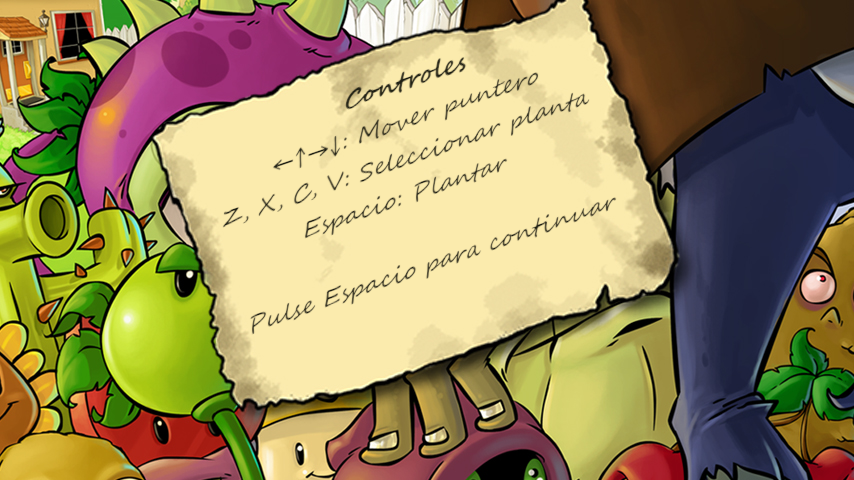 Controles
←↑→↓: Mover puntero
Z, X, C, V: Seleccionar planta
Espacio: Plantar
Pulse Espacio para continuar